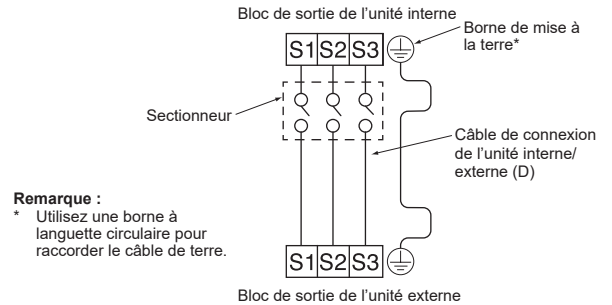 Bloc de sortie de l’unité interne
S1 S2 S3
Borne de mise à
la terre*
Sectionneur
Câble de connexion
de l’unité interne/
externe (D)
Remarque :
* Utilisez une borne à
languette circulaire pour
raccorder le câble de terre.
S1 S2 S3
Bloc de sortie de l’unité externe